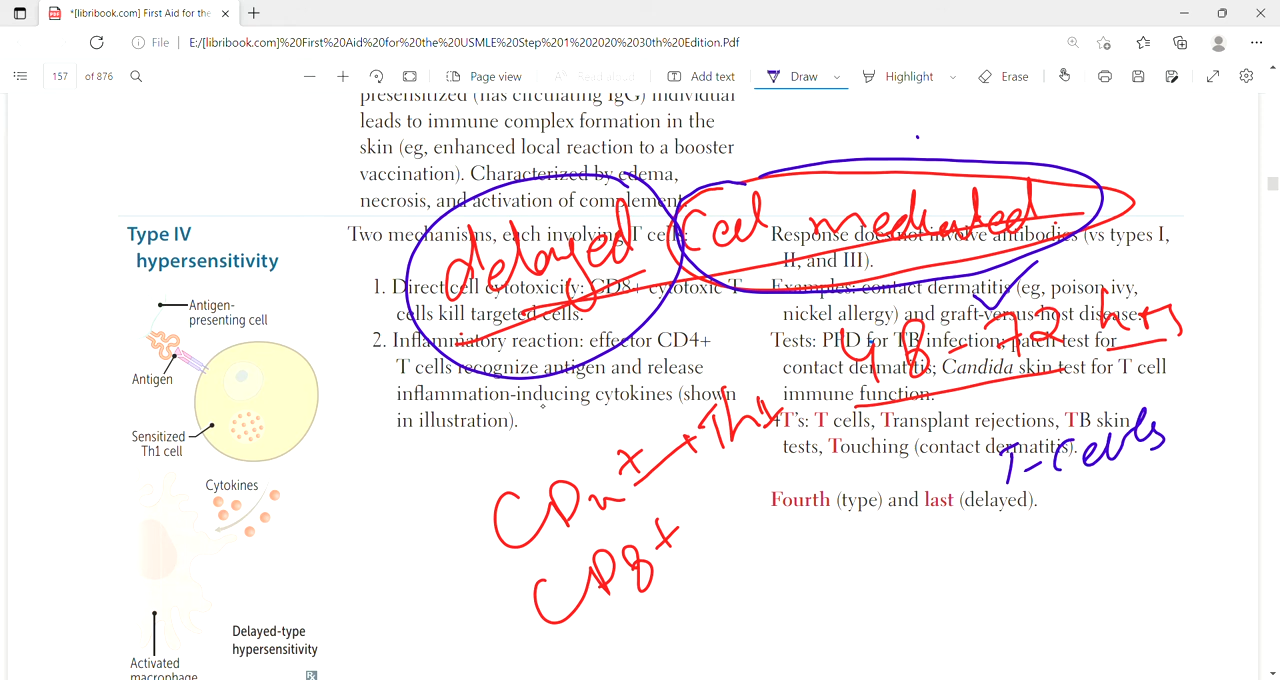 *[libribook.com] First Aid for the
File
E:/[libribook.com]%20First%20Aid%20for%20the%20USMLE%20Step%201%202020%2030th%20Edition.Pdf
157 of 876
Page view
Read aloud
Add text
Draw
Highlight
Erase
presensitized (has circulating IgG) individual
leads to immune complex formation in the
skin (eg, enhanced local reaction to a booster
vaccination). Characterized by edema,
necrosis, and activation of complement.
Type IV
hypersensitivity
Antigen-
presenting cell
Antigen
Sensitized
Th1 cell
Cytokines
Delayed-type
hypersensitivity
Activated
macrophage
Rx
Two mechanisms, each involving T cells:
1. Direct cell cytotoxicity: CD8+ cytotoxic T
cells kill targeted cells.
2. Inflammatory reaction: effector CD4+
T cells recognize antigen and release
inflammation-inducing cytokines (shown
in illustration).
Response does not involve antibodies (vs types I,
II, and III).
Examples: contact dermatitis (eg, poison ivy,
nickel allergy) and graft-versus-host disease.
Tests: PPD for TB infection; patch test for
contact dermatitis; Candida skin test for T cell
immune function.
4T's: T cells, Transplant rejections, TB skin
tests, Touching (contact dermatitis).
Fourth (type) and last (delayed).
delayed
Cel mediated
48-72 hrs
T-Cells
CD8+